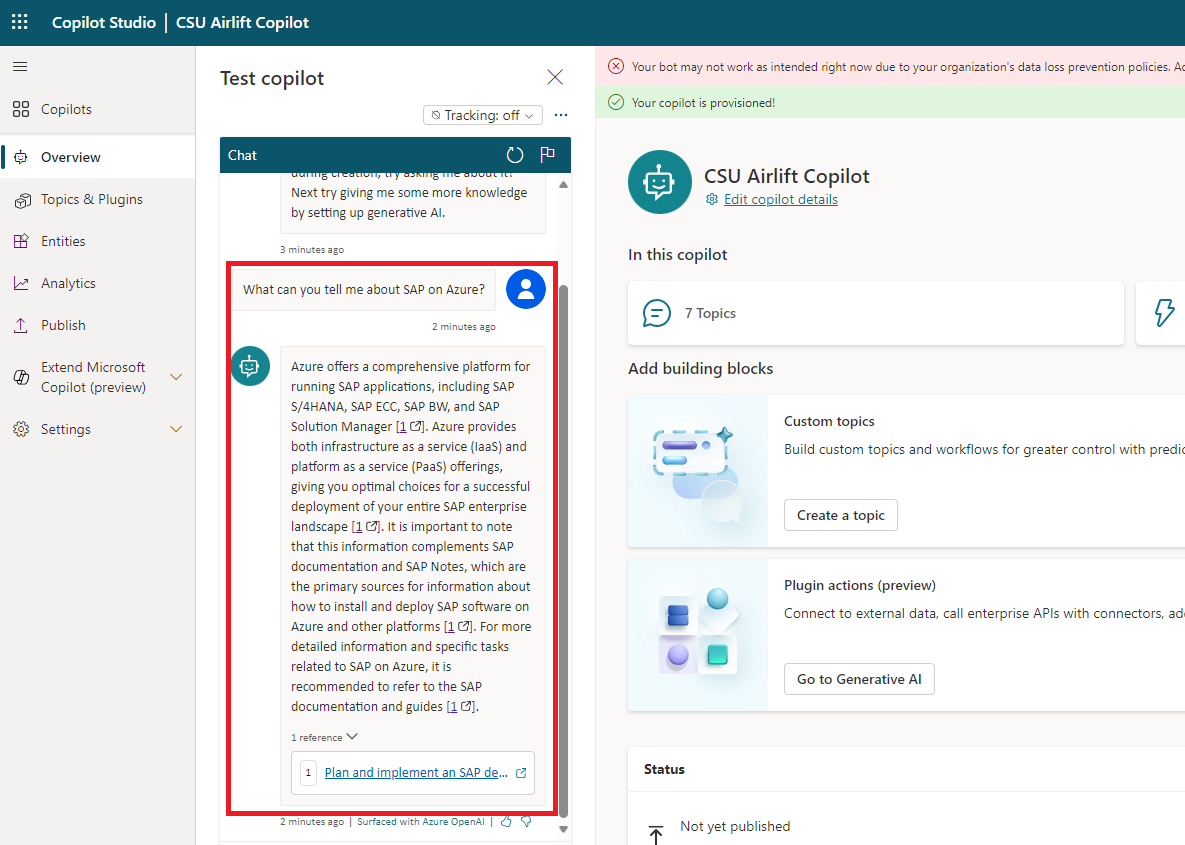 Copilot Studio | CSU Airlift Copilot
Copilots
Overview
Topics & Plugins
Entities
Analytics
Publish
Extend Microsoft
Copilot (preview)
Settings
Test copilot
Tracking: off
Chat
during creation, try asking me about it!
Next try giving me some more knowledge
by setting up generative AI.
3 minutes ago
What can you tell me about SAP on Azure?
2 minutes ago
Azure offers a comprehensive platform for
running SAP applications, including SAP
S/4HANA, SAP ECC, SAP BW, and SAP
Solution Manager [1]. Azure provides
both infrastructure as a service (IaaS) and
platform as a service (PaaS) offerings,
giving you optimal choices for a successful
deployment of your entire SAP enterprise
landscape [1]. It is important to note
that this information complements SAP
documentation and SAP Notes, which are
the primary sources for information about
how to install and deploy SAP software on
Azure and other platforms [1]. For more
detailed information and specific tasks
related to SAP on Azure, it is
recommended to refer to the SAP
documentation and guides [1].
1 reference
1 Plan and implement an SAP de...
2 minutes ago | Surfaced with Azure OpenAI |
Your bot may not work as intended right now due to your organization's data loss prevention policies. Ad
Your copilot is provisioned!
CSU Airlift Copilot
Edit copilot details
In this copilot
7 Topics
Add building blocks
Custom topics
Build custom topics and workflows for greater control with predic
Create a topic
Plugin actions (preview)
Connect to external data, call enterprise APIs with connectors, add
Go to Generative AI
Status
Not yet published